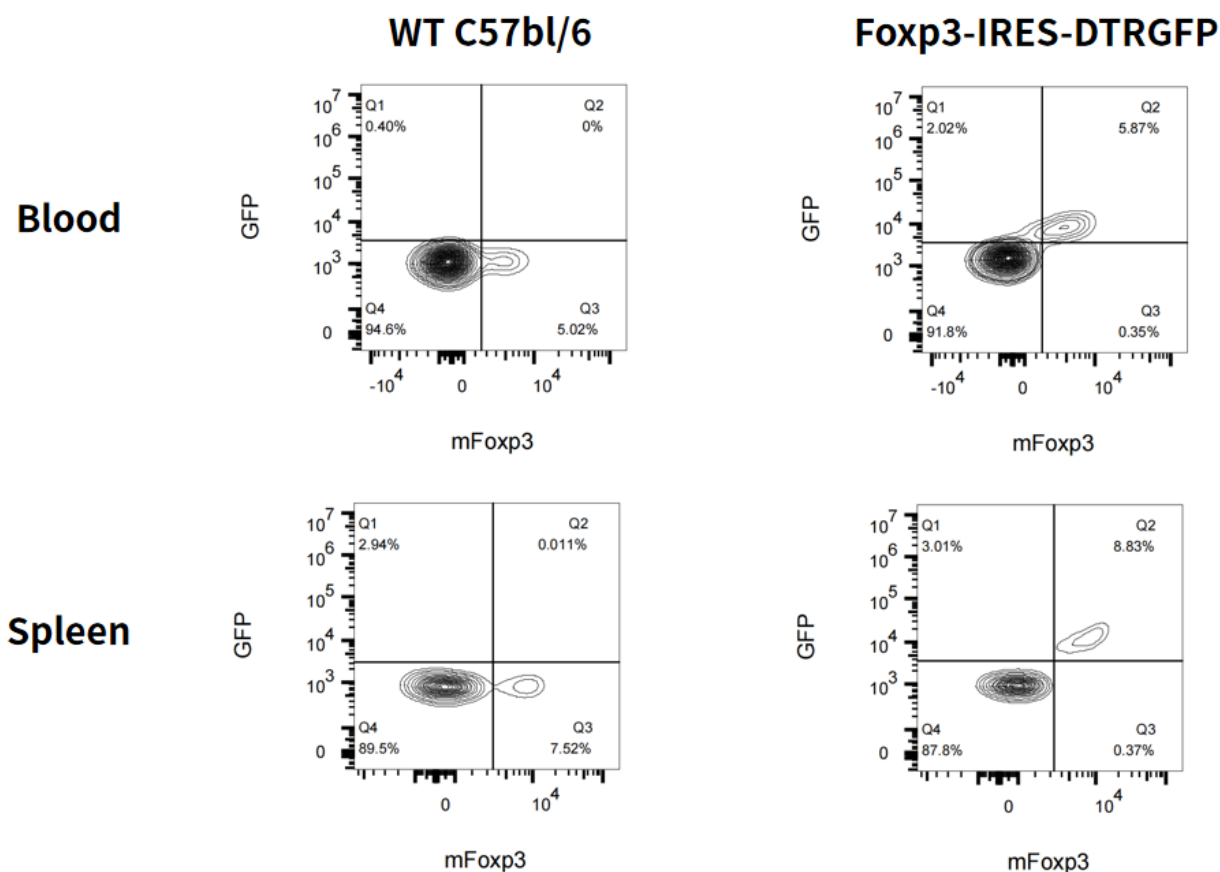 WT C57bl/6
Foxp3-IRES-DTRGFP
Blood
GFP
10^7
10^6
10^5
10^4
10^3
0
Q1
0.40%
Q2
0%
Q4
94.6%
Q3
5.02%
-10^4
0
10^4
mFoxp3
GFP
10^7
10^6
10^5
10^4
10^3
0
Q1
2.02%
Q2
5.87%
Q4
91.8%
Q3
0.35%
-10^4
0
10^4
mFoxp3
Spleen
GFP
10^7
10^6
10^5
10^4
10^3
0
Q1
2.94%
Q2
0.011%
Q4
89.5%
Q3
7.52%
0
10^4
mFoxp3
GFP
10^7
10^6
10^5
10^4
10^3
0
Q1
3.01%
Q2
8.83%
Q4
87.8%
Q3
0.37%
0
10^4
mFoxp3